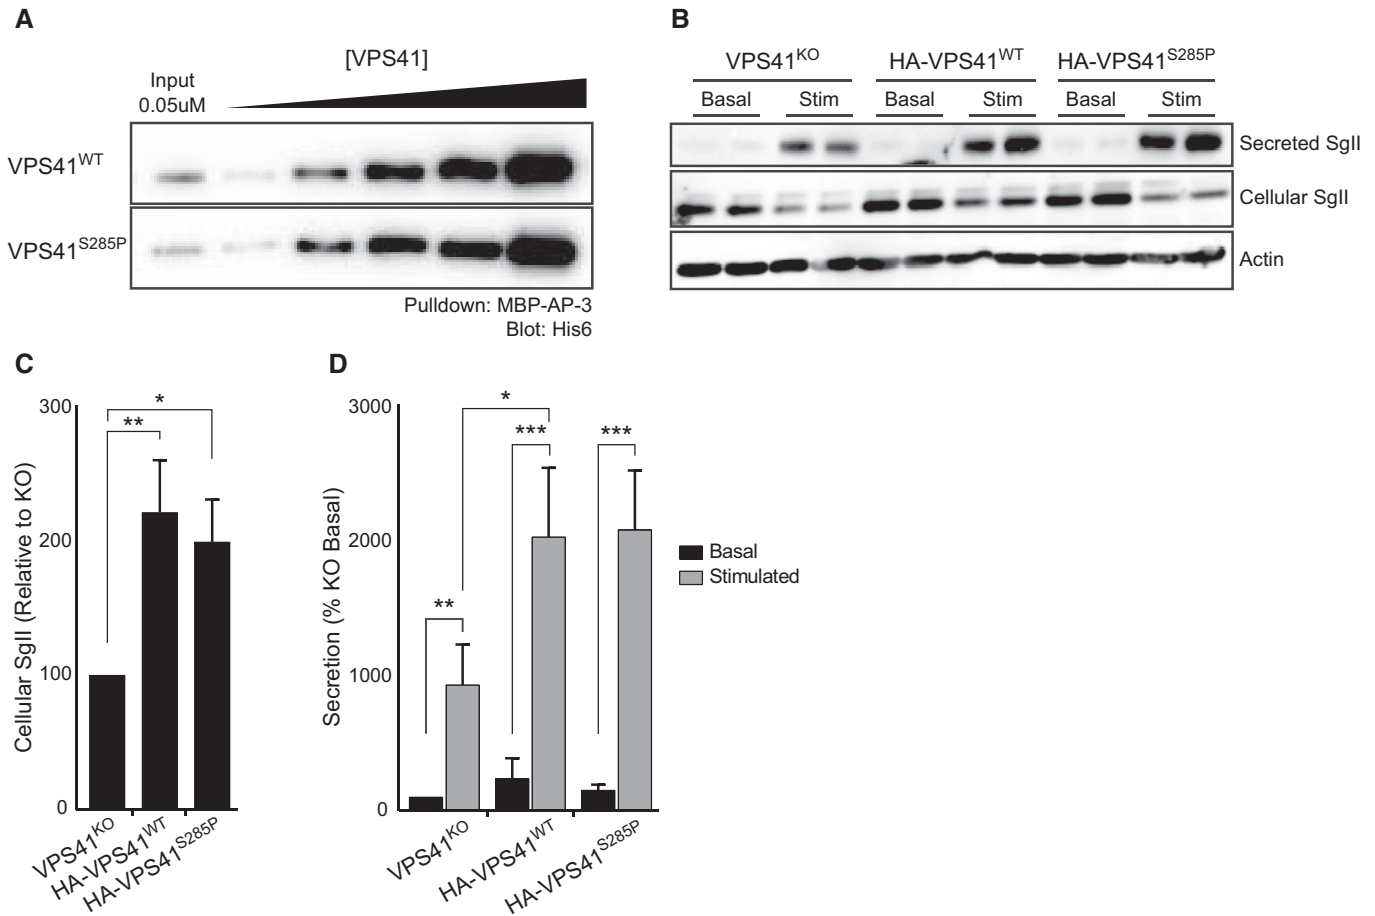 A
[VPS41]
Input
0.05uM
VPS41WT
VPS41S285P
Pulldown: MBP-AP-3
Blot: His6
B
VPS41KO HA-VPS41WT HA-VPS41S285P
Basal Stim Basal Stim Basal Stim
Secreted SgII
Cellular SgII
Actin
C
300
200
100
0
Cellular SgII (Relative to KO)
*
**
VPS41KO
HA-VPS41WT
HA-VPS41S285P
D
3000
2000
1000
0
Secretion (% KO Basal)
*
*** ***
**
VPS41KO
HA-VPS41WT
HA-VPS41S285P
Basal
Stimulated